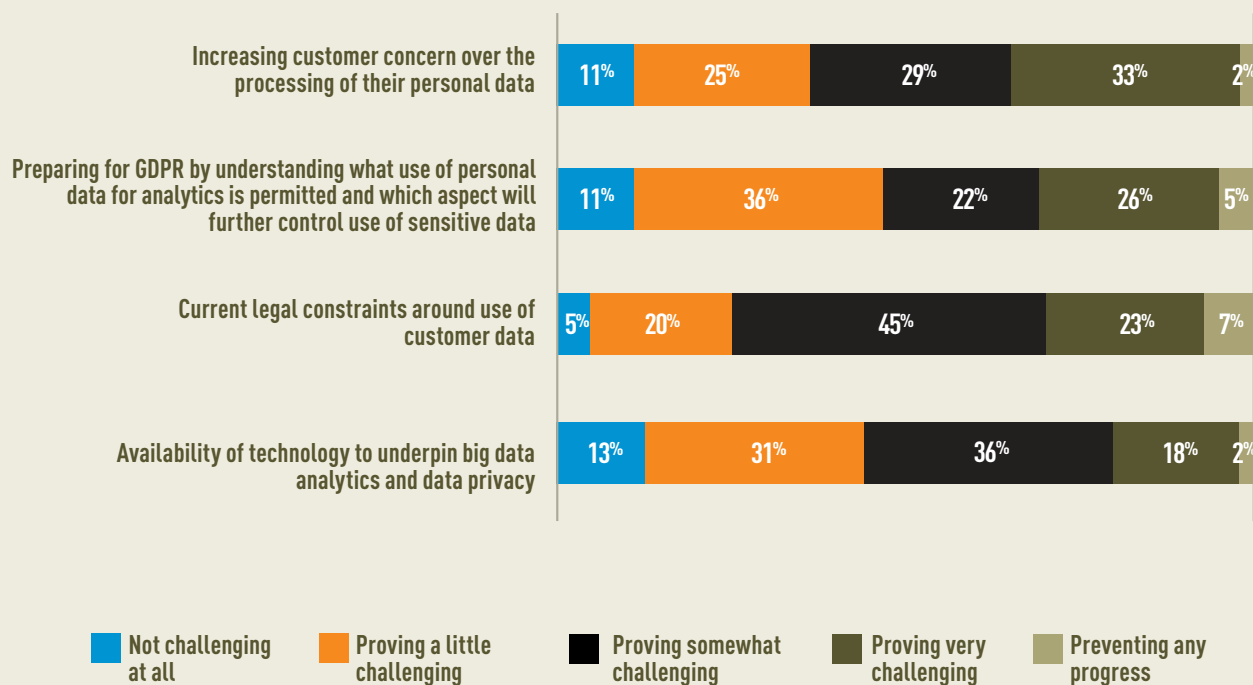 Increasing customer concern over the
processing of their personal data
11% 25% 29% 33% 2%
Preparing for GDPR by understanding what use of personal
data for analytics is permitted and which aspect will
further control use of sensitive data
11% 36% 22% 26% 5%
Current legal constraints around use of
customer data
5% 20% 45% 23% 7%
Availability of technology to underpin big data
analytics and data privacy
13% 31% 36% 18% 2%
Not challenging
at all
Proving a little
challenging
Proving somewhat
challenging
Proving very
challenging
Preventing any
progress